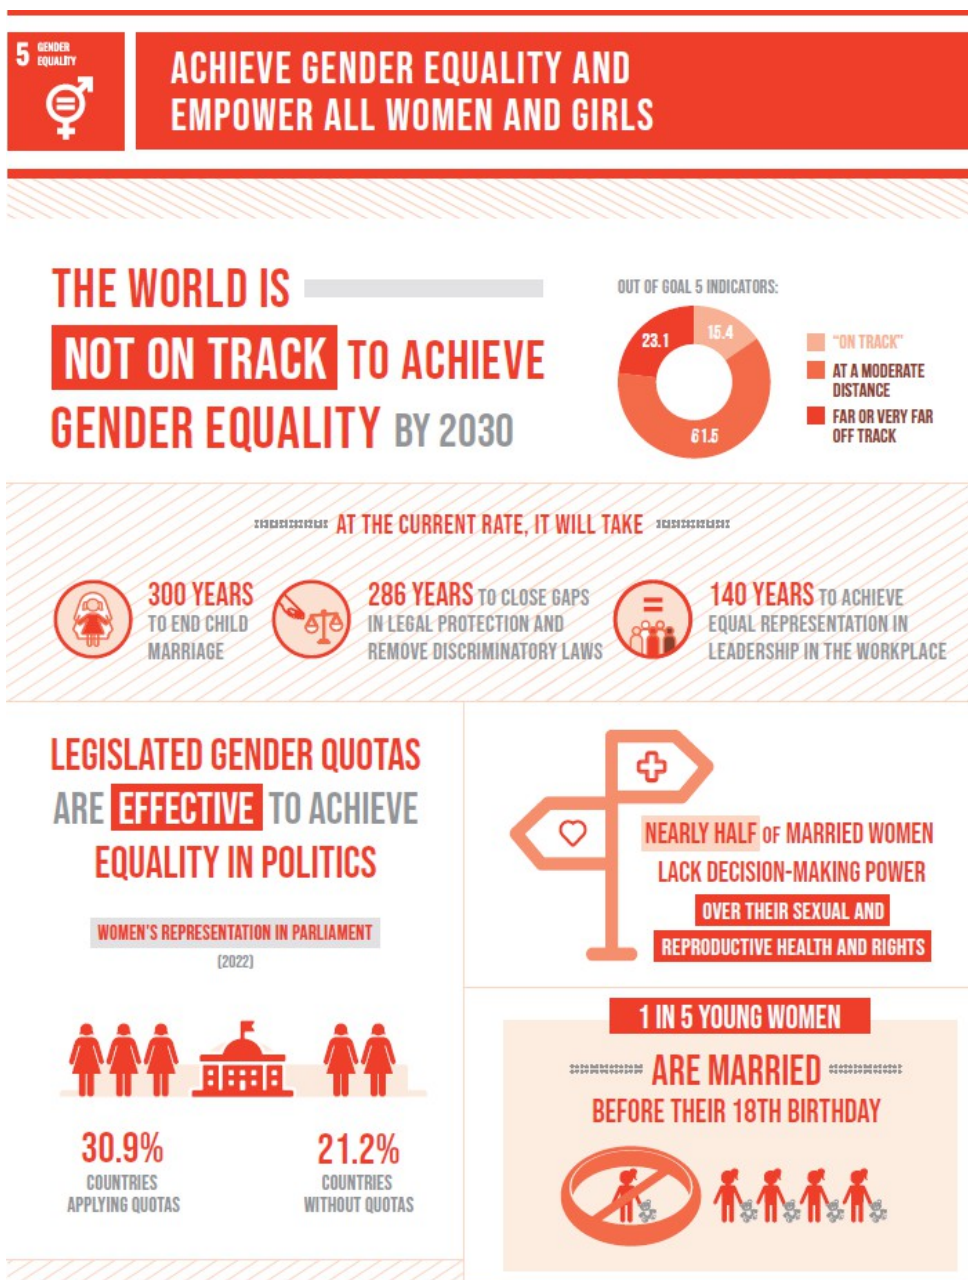 5 GENDER
EQUALITY
ACHIEVE GENDER EQUALITY AND
EMPOWER ALL WOMEN AND GIRLS
THE WORLD IS
NOT ON TRACK TO ACHIEVE
GENDER EQUALITY BY 2030
OUT OF GOAL 5 INDICATORS:
23.1
15.4
61.5
"ON TRACK"
AT A MODERATE
DISTANCE
FAR OR VERY FAR
OFF TRACK
AT THE CURRENT RATE, IT WILL TAKE
300 YEARS
TO END CHILD
MARRIAGE
286 YEARS TO CLOSE GAPS
IN LEGAL PROTECTION AND
REMOVE DISCRIMINATORY LAWS
140 YEARS TO ACHIEVE
EQUAL REPRESENTATION IN
LEADERSHIP IN THE WORKPLACE
LEGISLATED GENDER QUOTAS
ARE EFFECTIVE TO ACHIEVE
EQUALITY IN POLITICS
WOMEN'S REPRESENTATION IN PARLIAMENT
(2022)
30.9%
COUNTRIES
APPLYING QUOTAS
21.2%
COUNTRIES
WITHOUT QUOTAS
NEARLY HALF OF MARRIED WOMEN
LACK DECISION-MAKING POWER
OVER THEIR SEXUAL AND
REPRODUCTIVE HEALTH AND RIGHTS
1 IN 5 YOUNG WOMEN
ARE MARRIED
BEFORE THEIR 18TH BIRTHDAY